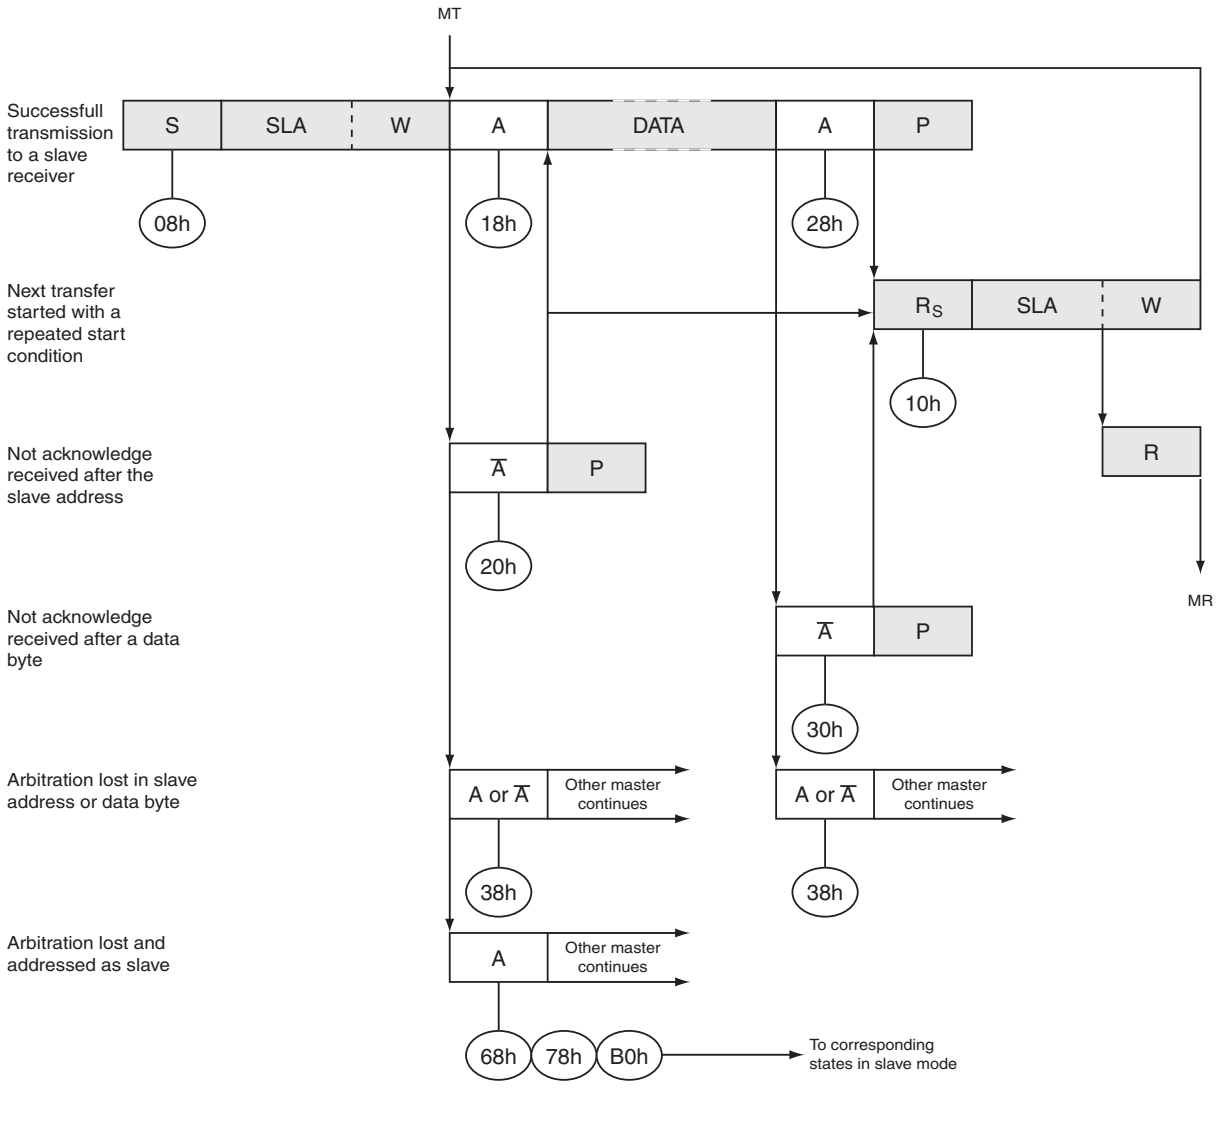 MT
Successfull
transmission
to a slave
receiver
S SLA W A DATA A P
08h 18h 28h
Next transfer
started with a
repeated start
condition
RS SLA W
10h
Not acknowledge
received after the
slave address
A̅ P
R
20h
MR
Not acknowledge
received after a data
byte
A̅ P
30h
Arbitration lost in slave
address or data byte
A or A̅
Other master
continues
A or A̅
Other master
continues
38h 38h
Arbitration lost and
addressed as slave
A
Other master
continues
68h 78h B0h
To corresponding
states in slave mode